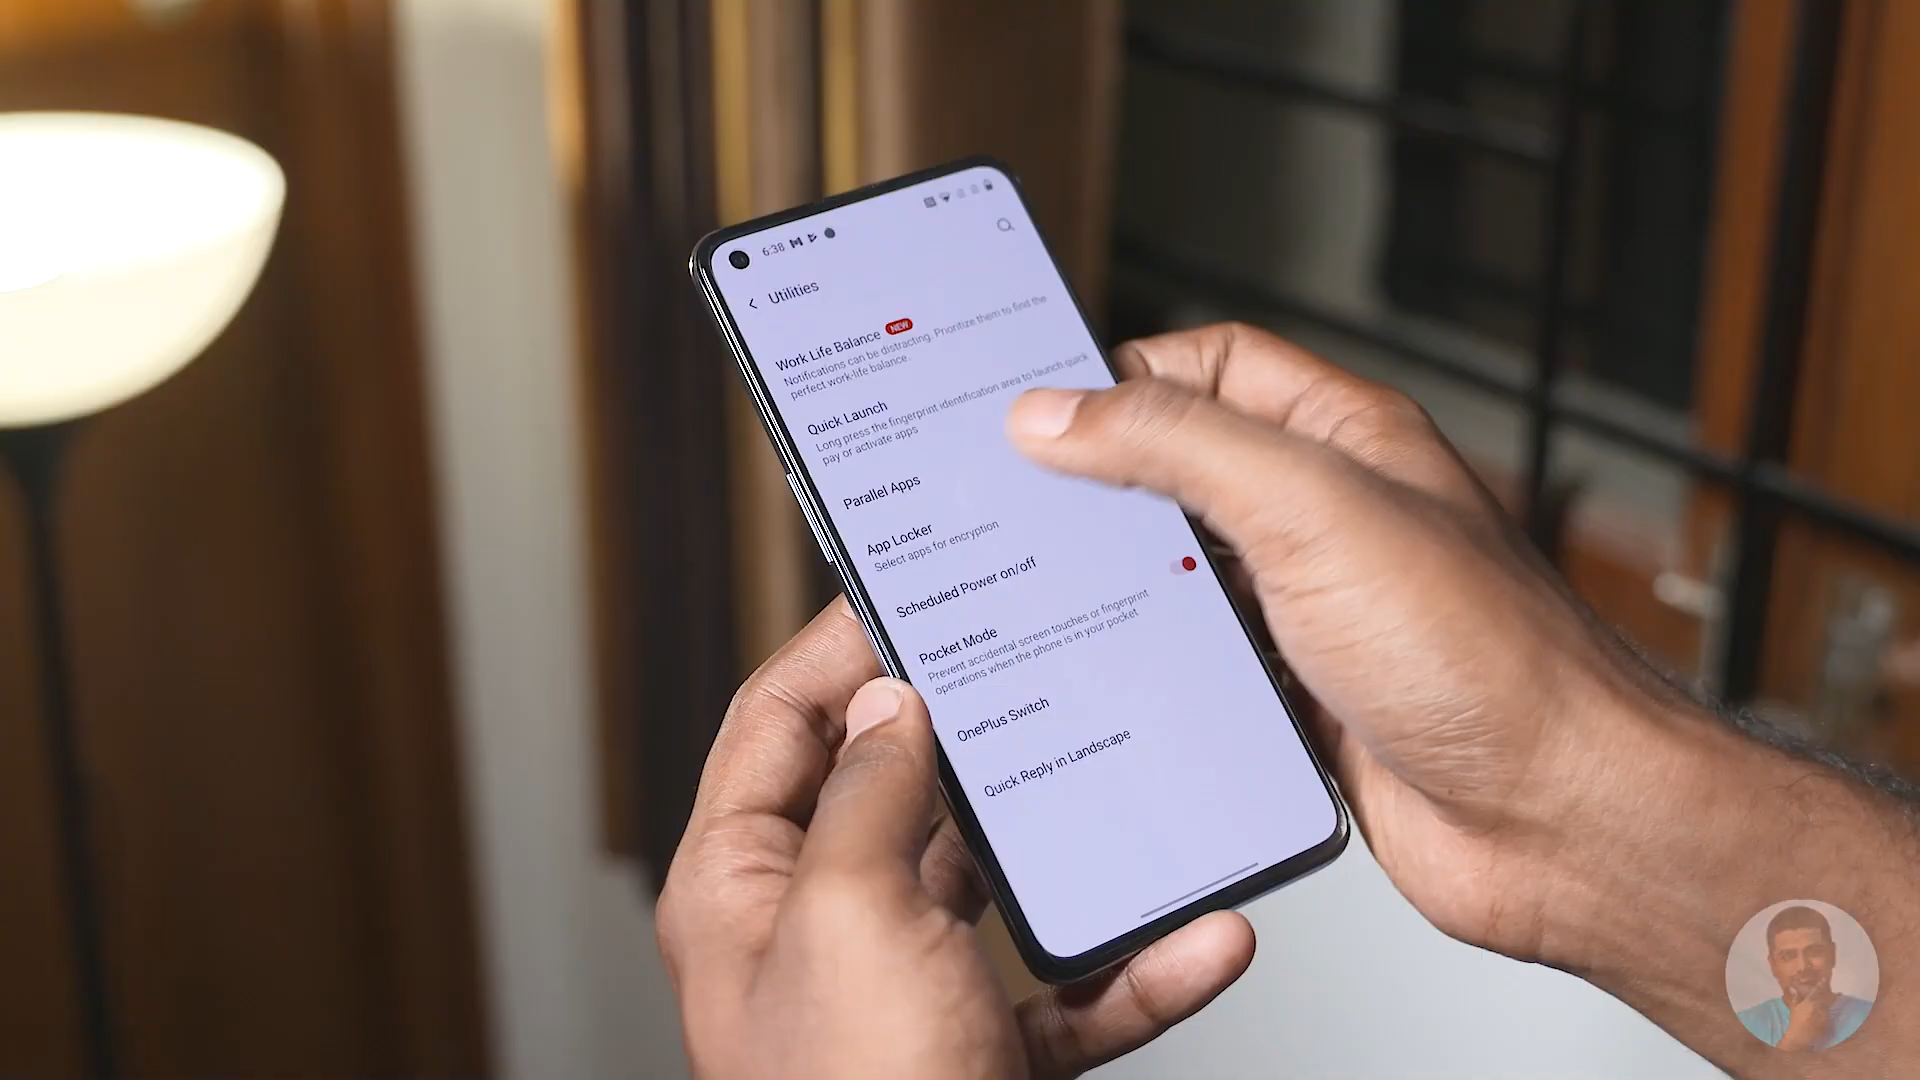 6:38
Utilities
Work Life Balance NEW
Notifications can be distracting. Prioritize them to find the
perfect work-life balance.
Quick Launch
Long press the fingerprint identification area to launch quick
pay or activate apps
Parallel Apps
App Locker
Select apps for encryption
Scheduled Power on/off
Pocket Mode
Prevent accidental screen touches or fingerprint
operations when the phone is in your pocket
OnePlus Switch
Quick Reply in Landscape